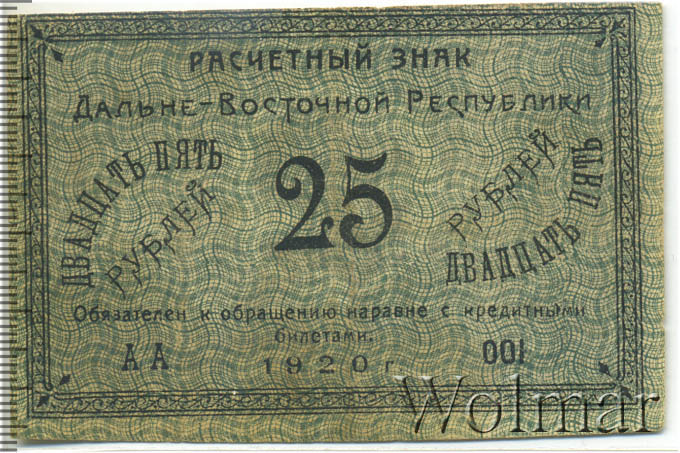 РАСЧЕТНЫЙ ЗНАК
ДАЛЬНЕ-ВОСТОЧНОЙ РЕСПУБЛИКИ
ДВАДЦАТЬ ПЯТЬ
РУБЛЕЙ
25
РУБЛЕЙ
ДВАДЦАТЬ ПЯТЬ
Обязателен к обращению наравне с кредитными
билетами.
АА
1920 г.
001
Wolmar